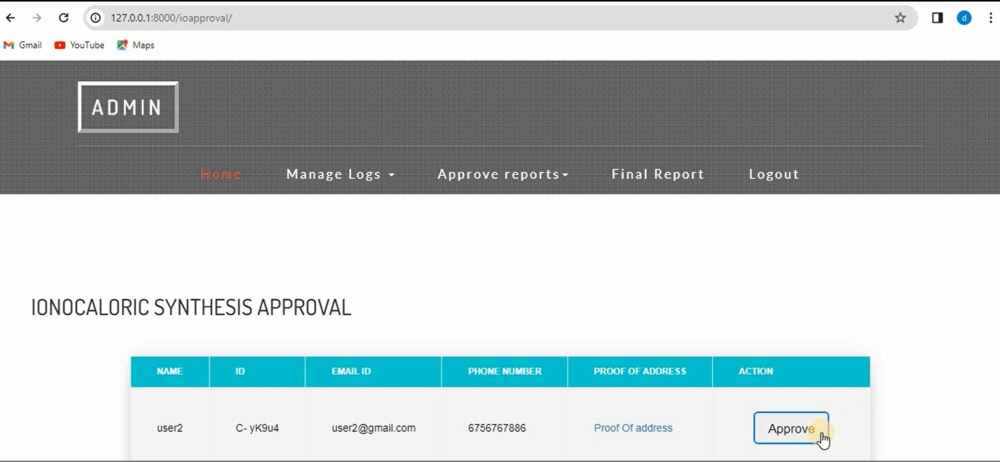 127.0.0.1:8000/ioapproval/
d
Gmail YouTube Maps
ADMIN
Home Manage Logs Approve reports Final Report Logout
IONOCALORIC SYNTHESIS APPROVAL
NAME ID EMAIL ID PHONE NUMBER PROOF OF ADDRESS ACTION
user2 C- yK9u4 user2@gmail.com 6756767886 Proof Of address Approve